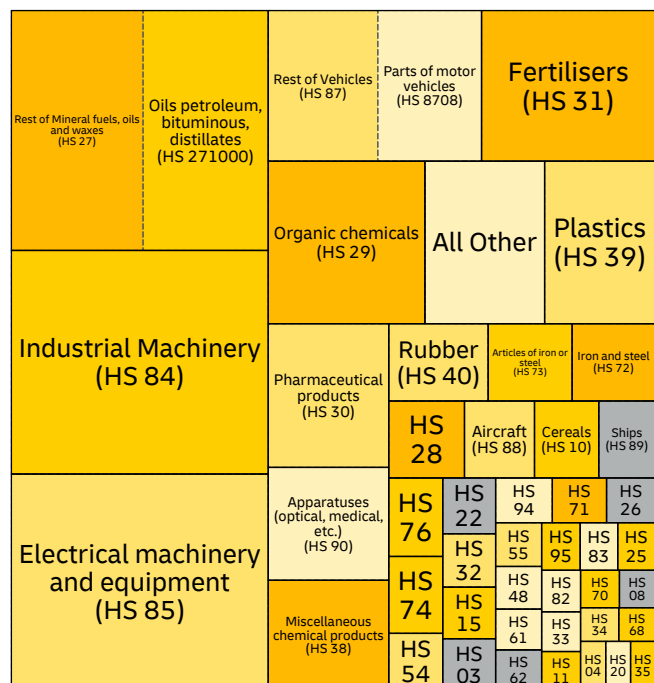 Rest of Mineral fuels, oils
and waxes
(HS 27)
Oils petroleum,
bituminous,
distillates
(HS 271000)
Rest of Vehicles
(HS 87)
Parts of motor
vehicles
(HS 8708)
Fertilisers
(HS 31)
Organic chemicals
(HS 29)
All Other
Plastics
(HS 39)
Industrial Machinery
(HS 84)
Pharmaceutical
products
(HS 30)
Rubber
(HS 40)
Articles of iron or
steel
(HS 73)
Iron and steel
(HS 72)
HS
28
Aircraft
(HS 88)
Cereals
(HS 10)
Ships
(HS 89)
Electrical machinery
and equipment
(HS 85)
Apparatuses
(optical, medical,
etc.)
(HS 90)
Miscellaneous
chemical products
(HS 38)
HS
76
HS
74
HS
54
HS
22
HS
32
HS
15
HS
03
HS
94
HS
71
HS
26
HS
55
HS
95
HS
83
HS
25
HS
48
HS
82
HS
70
HS
08
HS
61
HS
33
HS
34
HS
68
HS
62
HS
11
HS
04
HS
20
HS
35